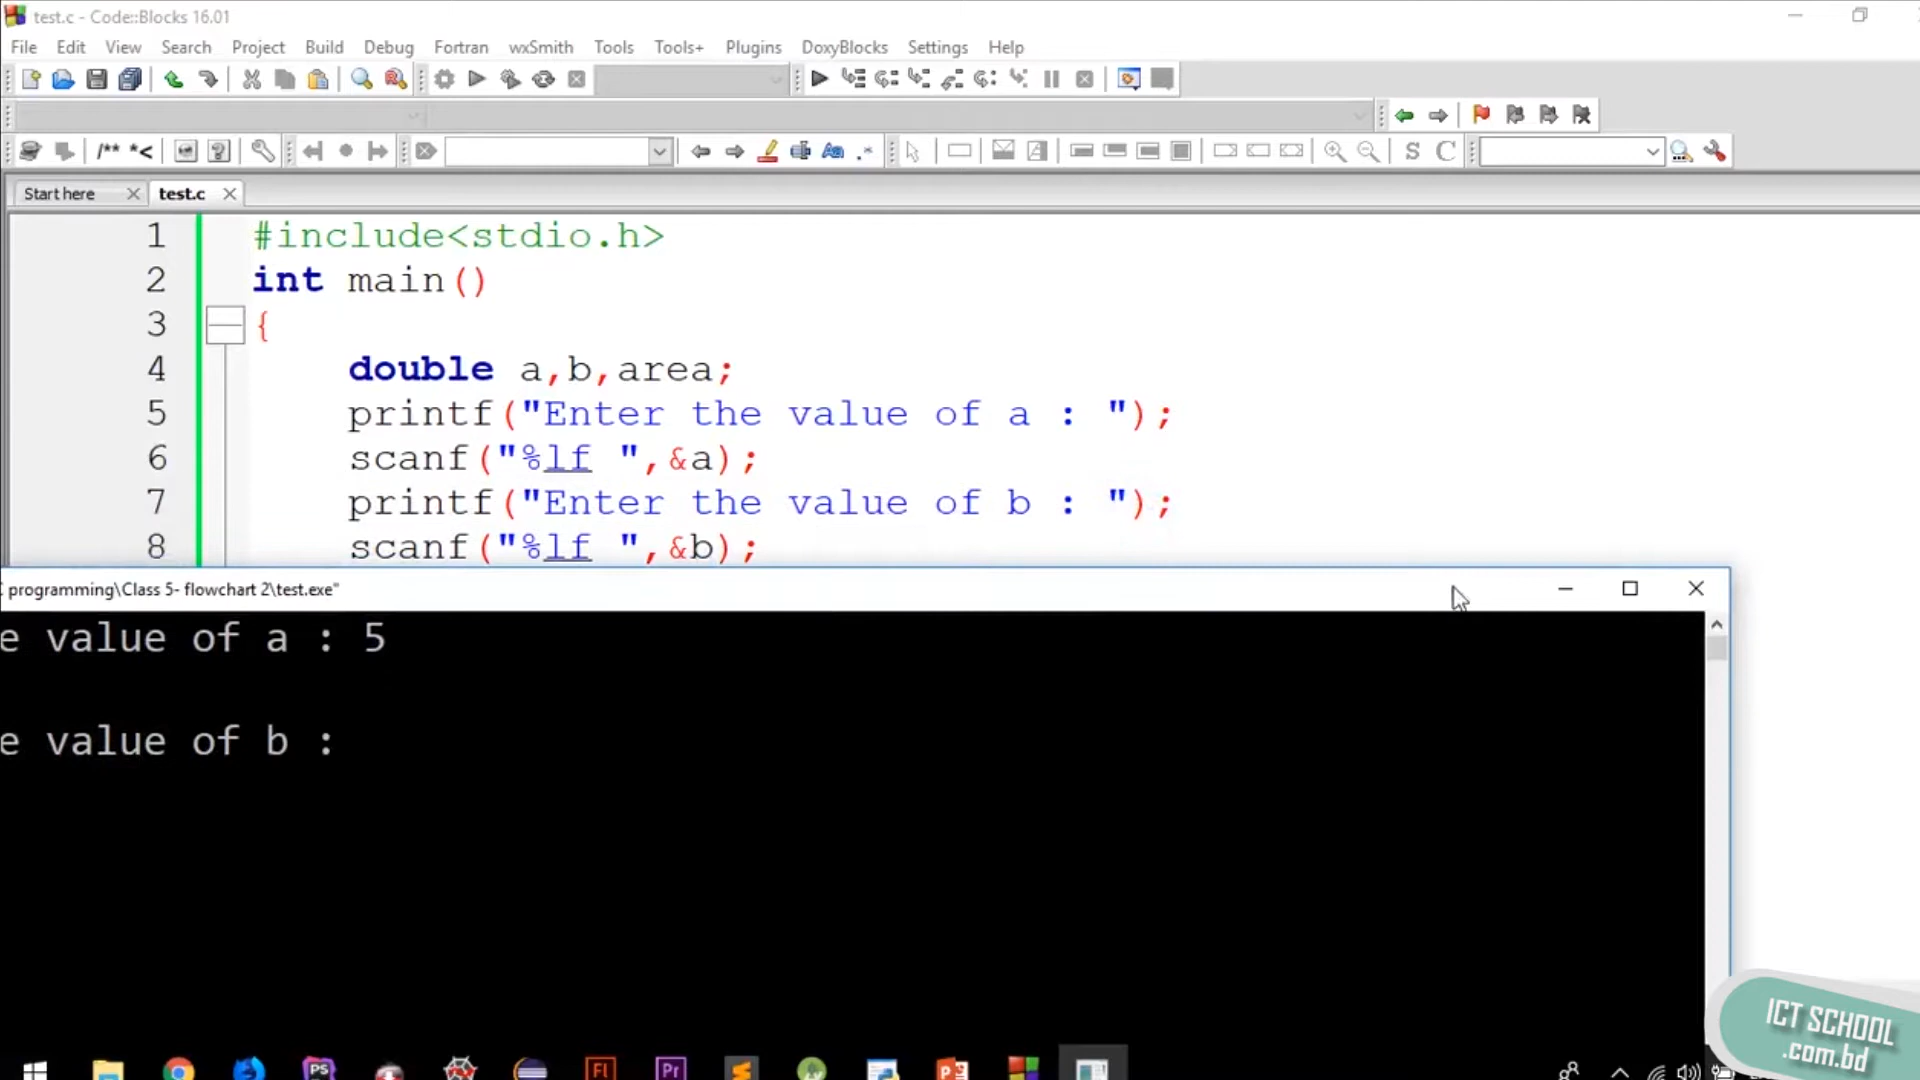 test.c - Code::Blocks 16.01
File Edit View Search Project Build Debug Fortran wxSmith Tools Tools+ Plugins DoxyBlocks Settings Help
/** *<
S C
Start here test.c
1 #include<stdio.h>
2 int main()
3 {
4 double a,b,area;
5 printf("Enter the value of a : ");
6 scanf("%lf ",&a);
7 printf("Enter the value of b : ");
8 scanf("%lf ",&b);
programming\Class 5- flowchart 2\test.exe"
e value of a : 5
e value of b :
ICT SCHOOL
.com.bd
PS Fl Pr